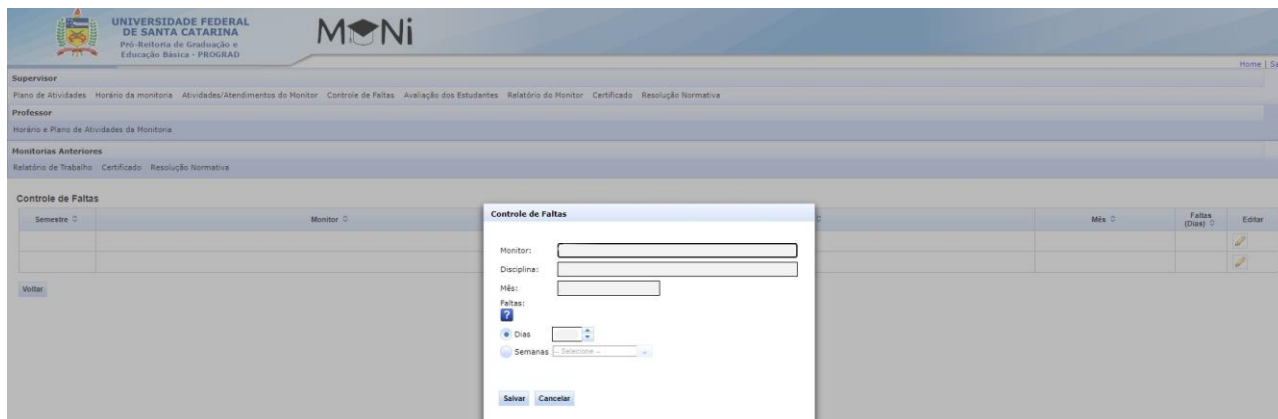 UNIVERSIDADE FEDERAL
DE SANTA CATARINA
Pró-Reitoria de Graduação e
Educação Básica - PROGRAD
MONi
Home |
Supervisor
Plano de Atividades Horário da monitoria Atividades/Atendimentos do Monitor Controle de Faltas Avaliação dos Estudantes Relatório do Monitor Certificado Resolução Normativa
Professor
Horário e Plano de Atividades da Monitoria
Monitorias Anteriores
Relatório de Trabalho Certificado Resolução Normativa
Controle de Faltas
Semestre Monitor Mês Faltas (Dias) Editar
Voltar
Controle de Faltas
Monitor:
Disciplina:
Mês:
Faltas:
?
Dias
Semanas -- Selecione --
Salvar Cancelar